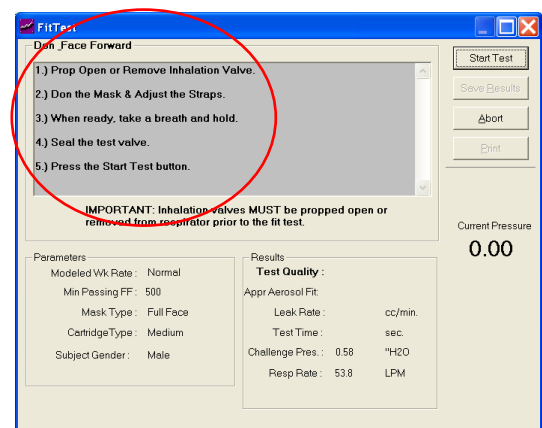 FitTest
Don _Face Forward
1.) Prop Open or Remove Inhalation Valve.
2.) Don the Mask & Adjust the Straps.
3.) When ready, take a breath and hold.
4.) Seal the test valve.
5.) Press the Start Test button.
IMPORTANT: Inhalation valves MUST be propped open or
removed from respirator prior to the fit test.
Start Test
Save Results
Abort
Print
Current Pressure
0.00
Parameters
Modeled Wk Rate : Normal
Min Passing FF : 500
Mask Type : Full Face
CartridgeType : Medium
Subject Gender : Male
Results
Test Quality :
Appr Aerosol Fit:
Leak Rate : cc/min.
Test Time : sec.
Challenge Pres. : 0.58 "H2O
Resp Rate : 53.8 LPM